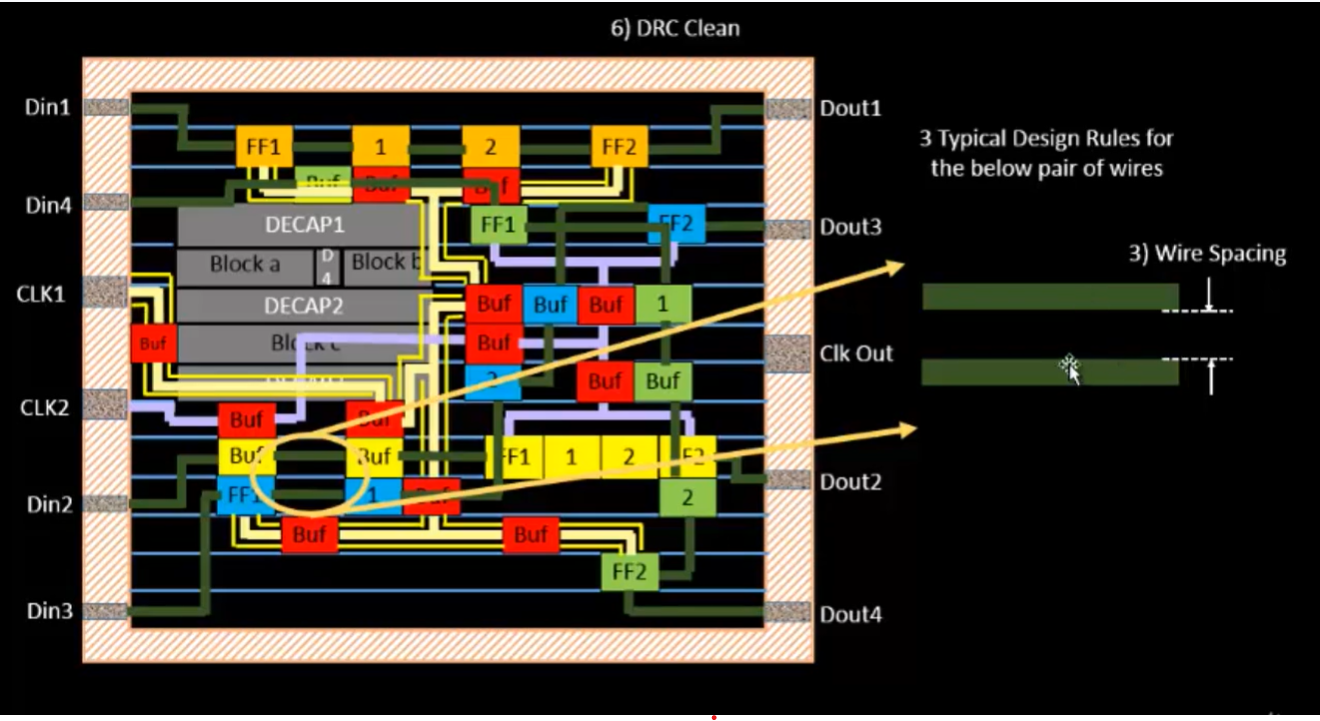 6) DRC Clean
Din1
Dout1
FF1
1
2
FF2
3 Typical Design Rules for
the below pair of wires
Buf
Buf
Buf
Din4
DECAP1
FF1
FF2
Dout3
Block a
D
4
Block b
3) Wire Spacing
CLK1
DECAP2
Buf
Buf
Buf
1
Buf
Block c
Buf
Clk Out
2
Buf
Buf
CLK2
Buf
Buf
Buf
Buf
FF1
1
2
FF2
Din2
FF1
1
Buf
2
Dout2
Buf
Buf
FF2
Din3
Dout4